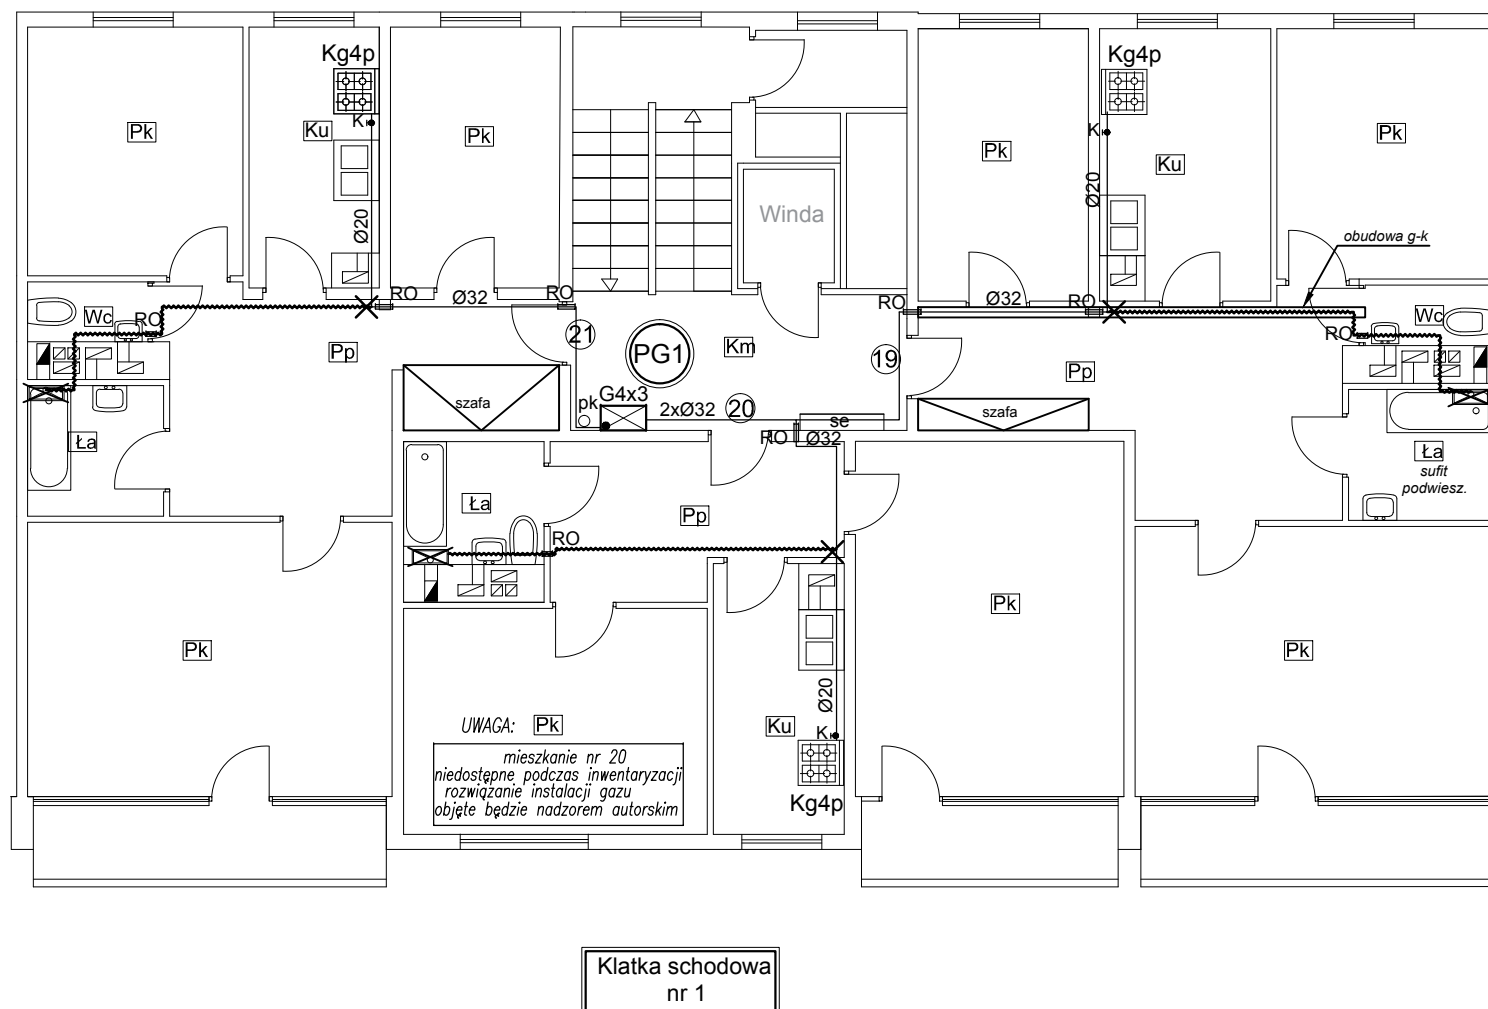 Kg4p
Kg4p
Pk
Ku
K
Pk
K
Pk
Ku
Pk
Ø20
Winda
Ø20
obudowa g-k
RO
Ø32
RO
RO
Ø32
RO
Wc
RO
21
Wc
RO
Pp
PG1
Km
19
Pp
szafa
pk
G4x3
2xØ32
20
se
szafa
Ła
RO
Ø32
Ła
sufit
podwiesz.
Ła
Pp
RO
Pk
Pk
Pk
Ø20
UWAGA:
Pk
Ku
K
mieszkanie nr 20
niedostępne podczas inwentaryzacji
rozwiązanie instalacji gazu
objęte będzie nadzorem autorskim
Kg4p
Klatka schodowa
nr 1